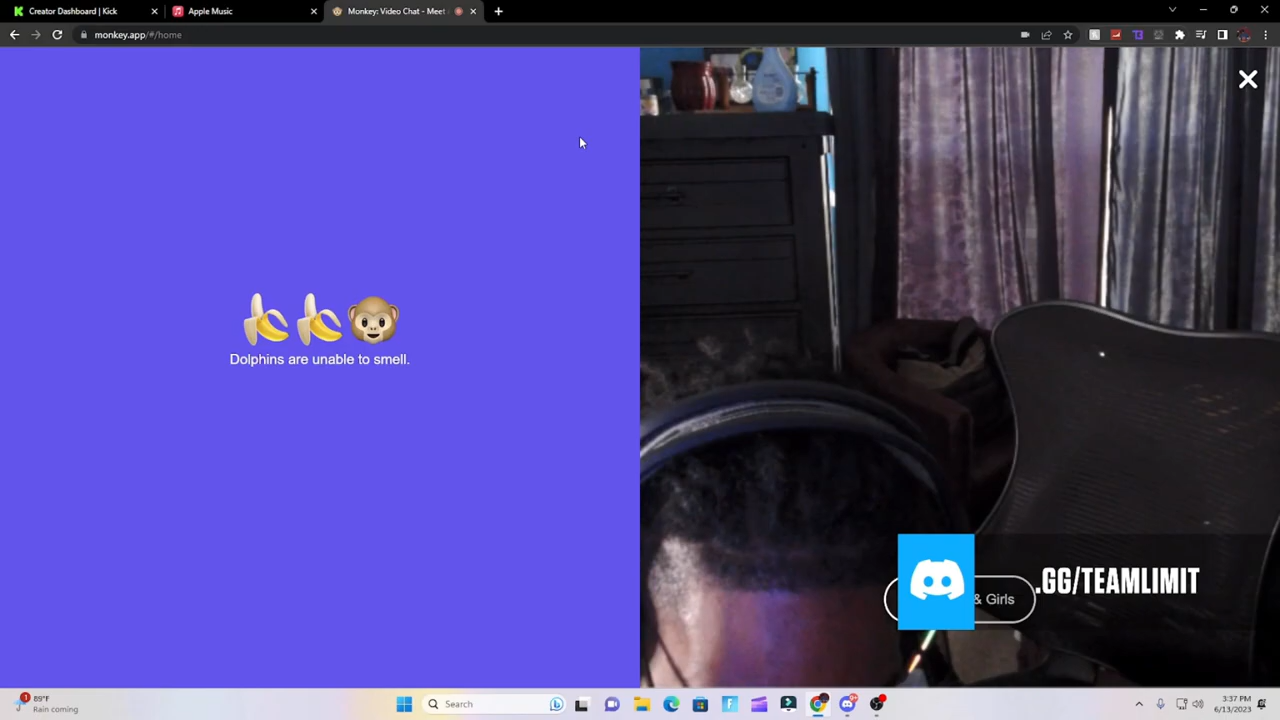 Creator Dashboard | Kick
Apple Music
Monkey: Video Chat - Meet
monkey.app/#/home
Dolphins are unable to smell.
& Girls
.GG/TEAMLIMIT
1
89°F
Rain coming
Search
3:37 PM
6/13/2023